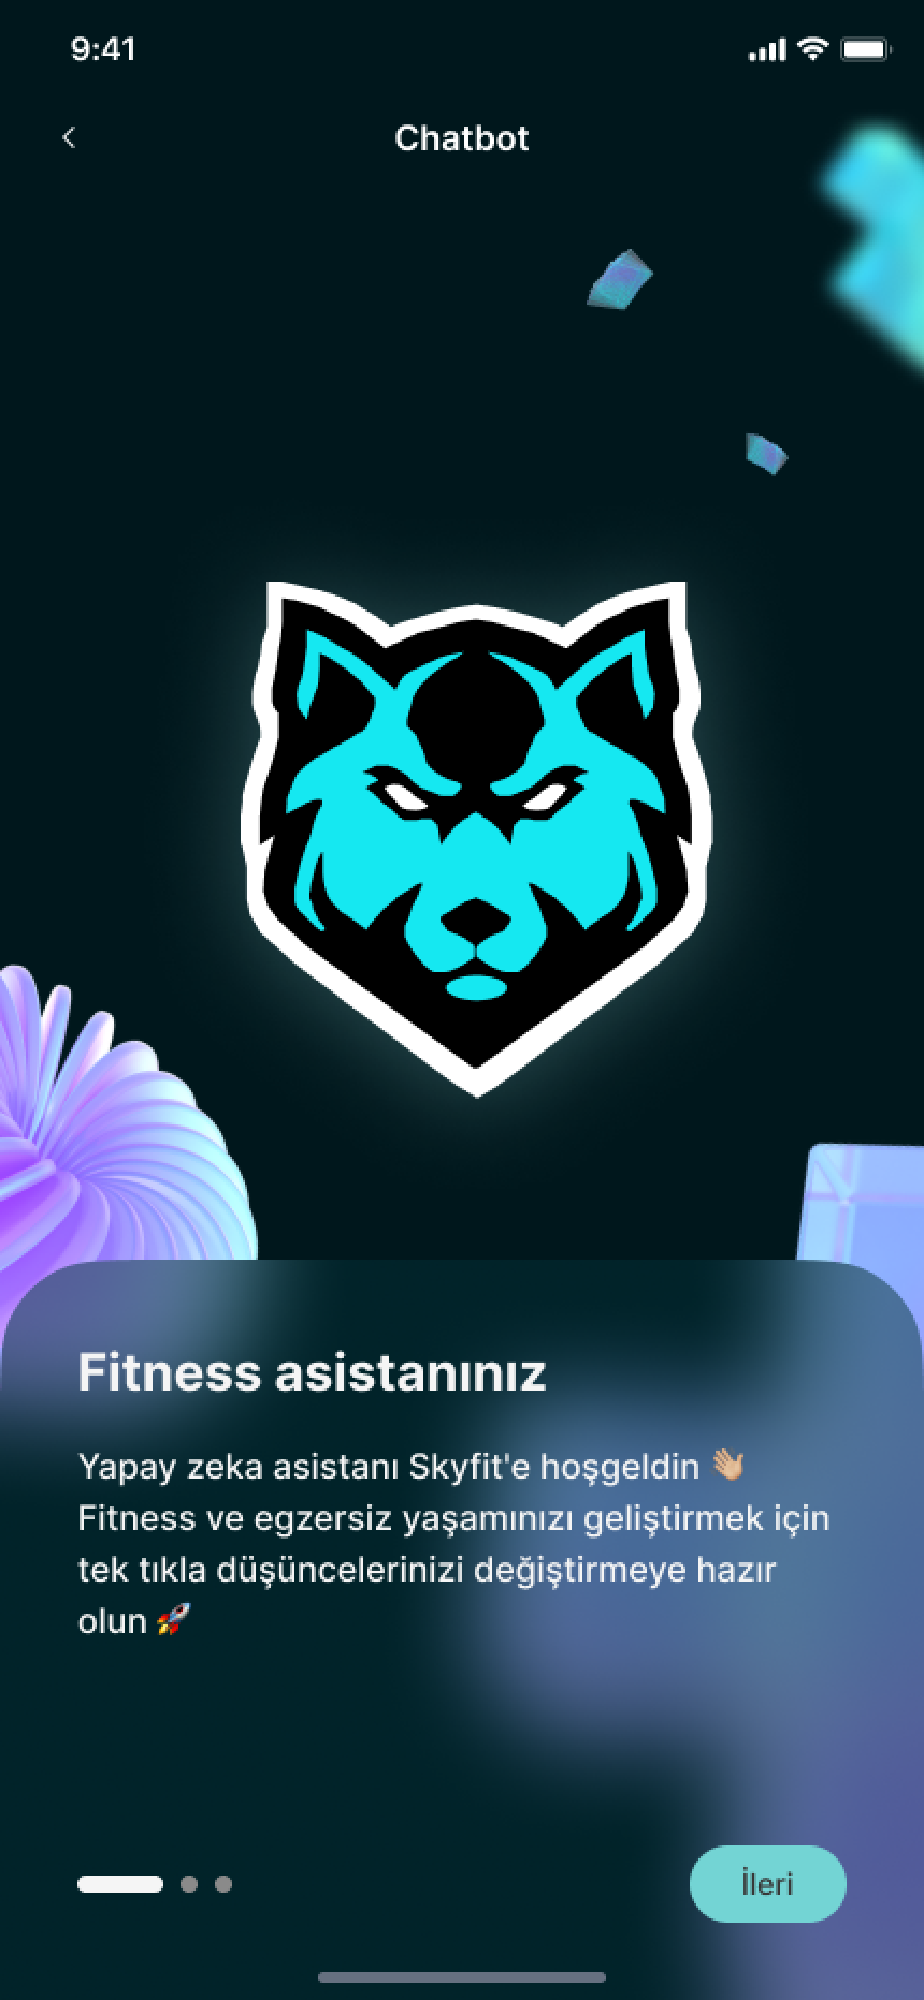 9:41
Chatbot
Fitness asistanınız
Yapay zeka asistanı Skyfit'e hoşgeldin 👋🏼
Fitness ve egzersiz yaşamınızı geliştirmek için
tek tıkla düşüncelerinizi değiştirmeye hazır
olun 🚀
İleri